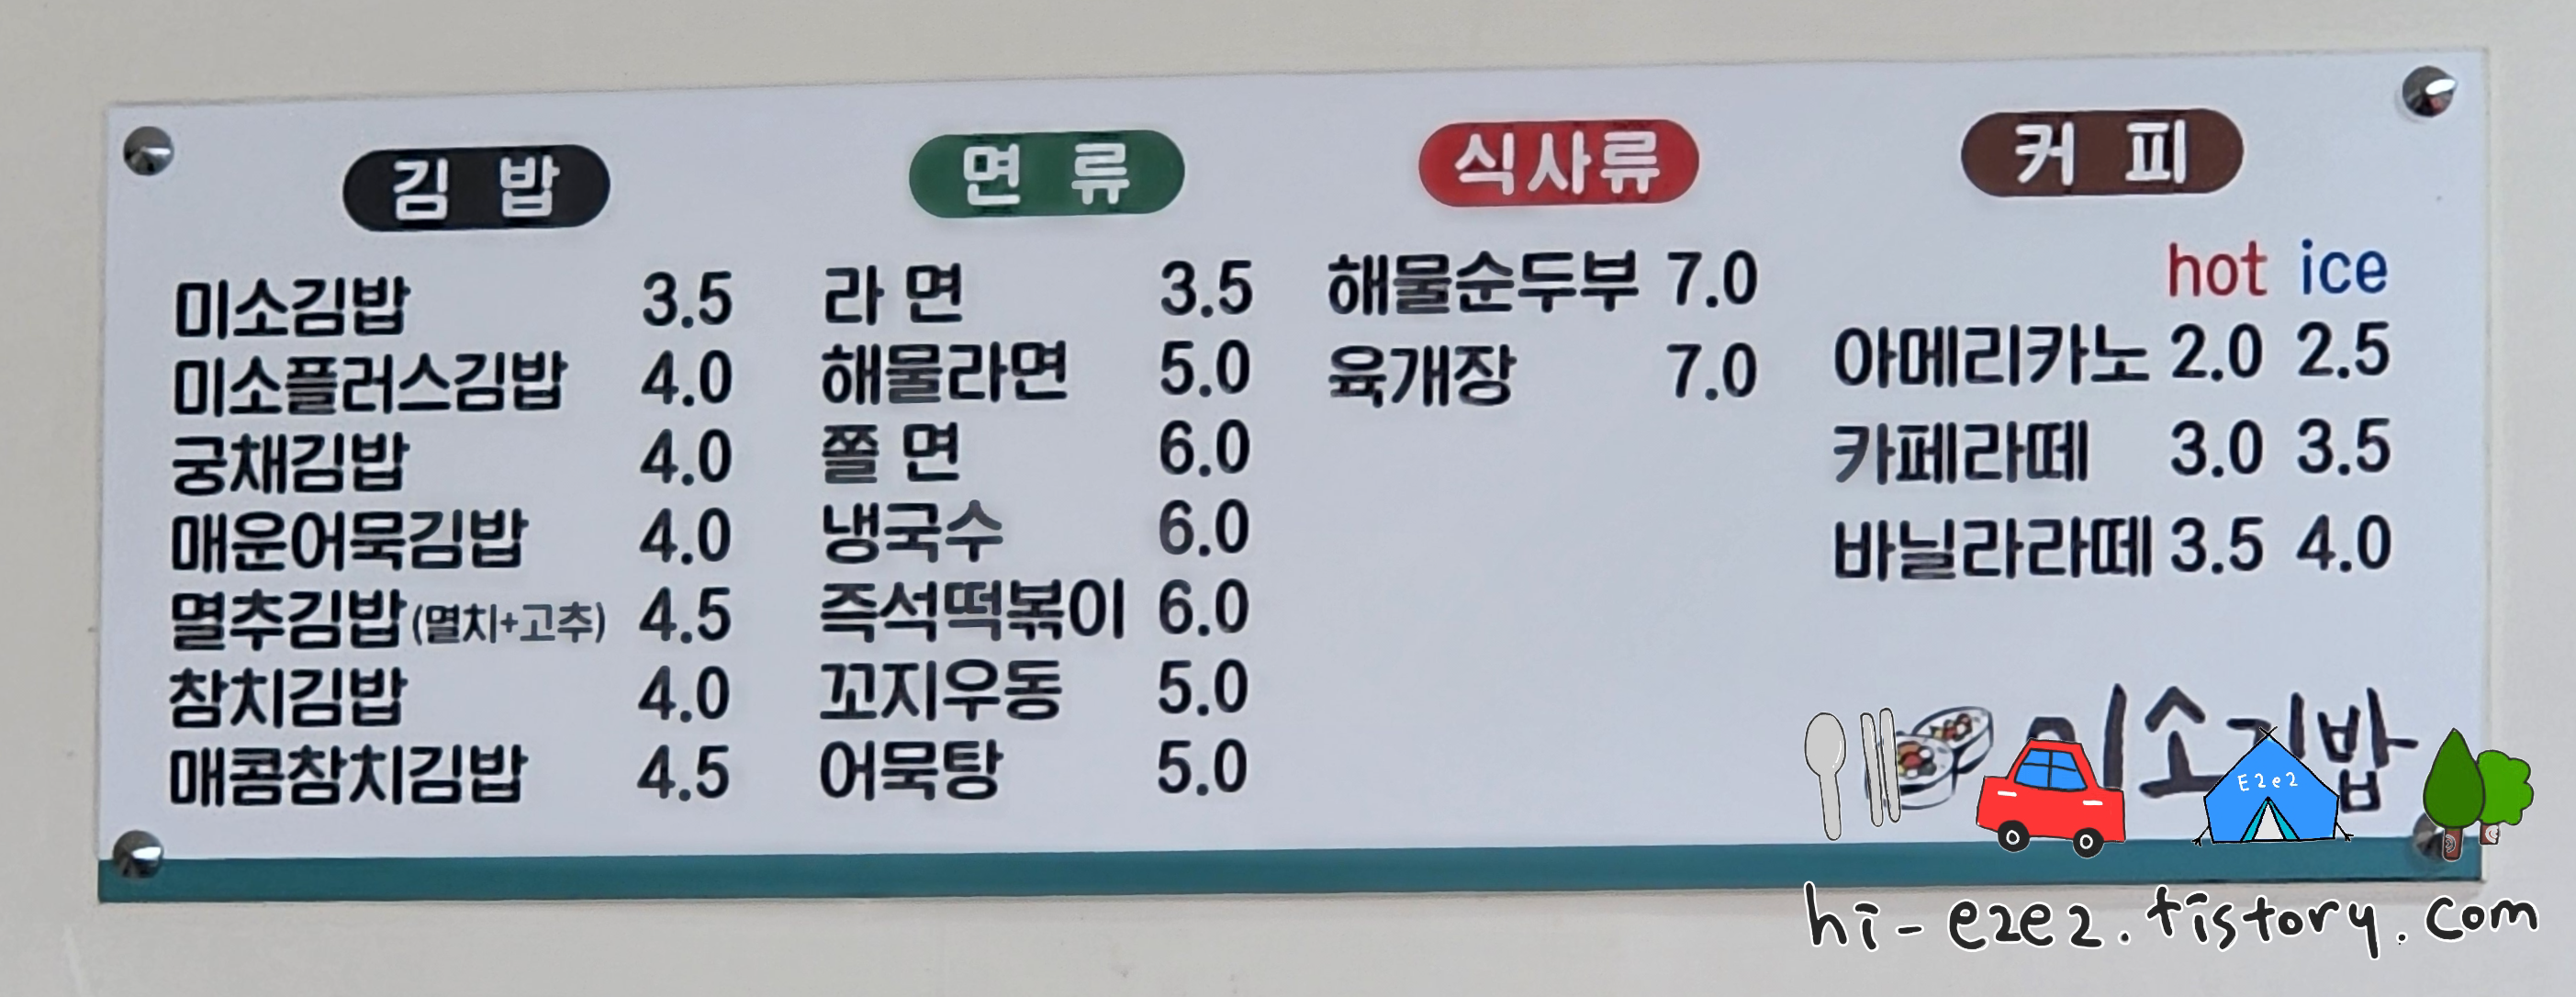 김 밥
미소김밥 3.5
미소플러스김밥 4.0
궁채김밥 4.0
매운어묵김밥 4.0
멸추김밥(멸치+고추) 4.5
참치김밥 4.0
매콤참치김밥 4.5
면 류
라 면 3.5
해물라면 5.0
쫄 면 6.0
냉국수 6.0
즉석떡볶이 6.0
꼬지우동 5.0
어묵탕 5.0
식사류
해물순두부 7.0
육개장 7.0
커 피
hot ice
아메리카노 2.0 2.5
카페라떼 3.0 3.5
바닐라라떼 3.5 4.0
미소김밥
E2e2
hi-e2e2.tistory.com